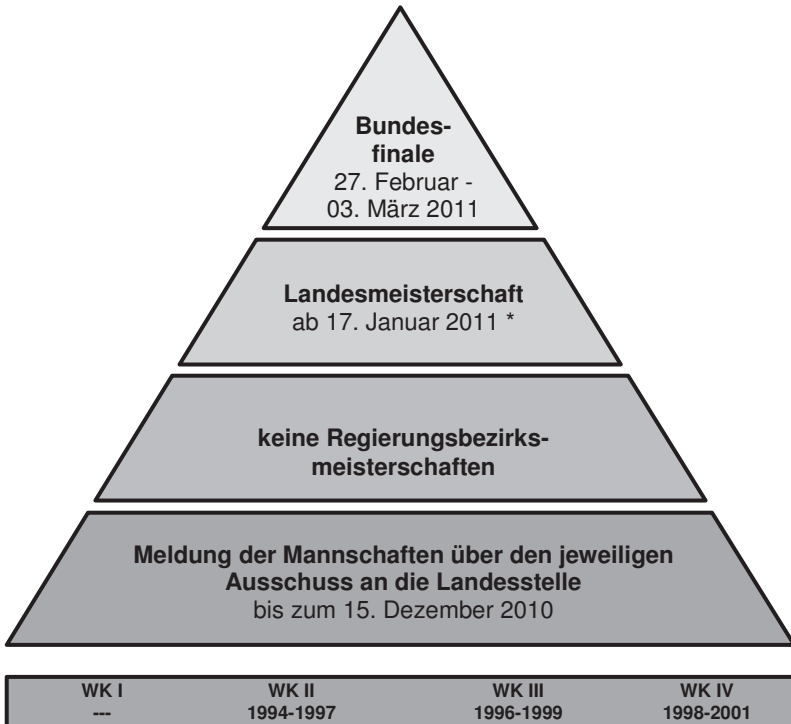 Bundes-
finale
27. Februar -
03. März 2011
Landesmeisterschaft
ab 17. Januar 2011 *
keine Regierungsbezirks-
meisterschaften
Meldung der Mannschaften über den jeweiligen
Ausschuss an die Landesstelle
bis zum 15. Dezember 2010
WK I WK II WK III WK IV
--- 1994-1997 1996-1999 1998-2001